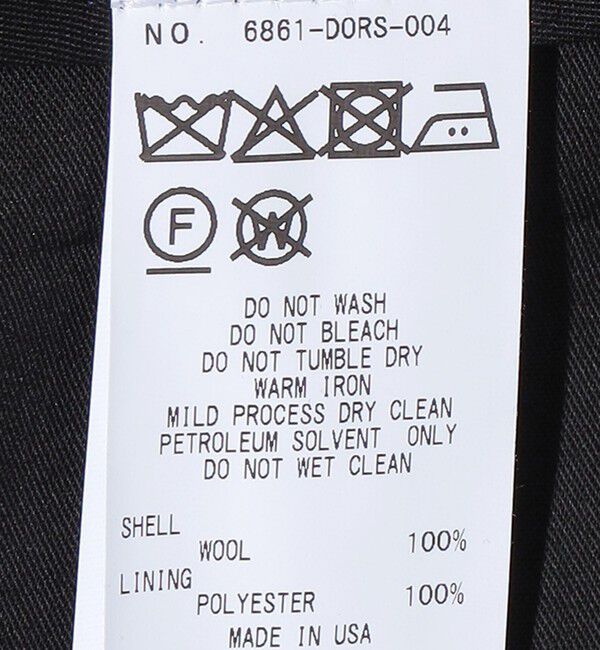 NO. 6861-DORS-004
F W
DO NOT WASH
DO NOT BLEACH
DO NOT TUMBLE DRY
WARM IRON
MILD PROCESS DRY CLEAN
PETROLEUM SOLVENT ONLY
DO NOT WET CLEAN
SHELL
WOOL 100%
LINING
POLYESTER 100%
MADE IN USA